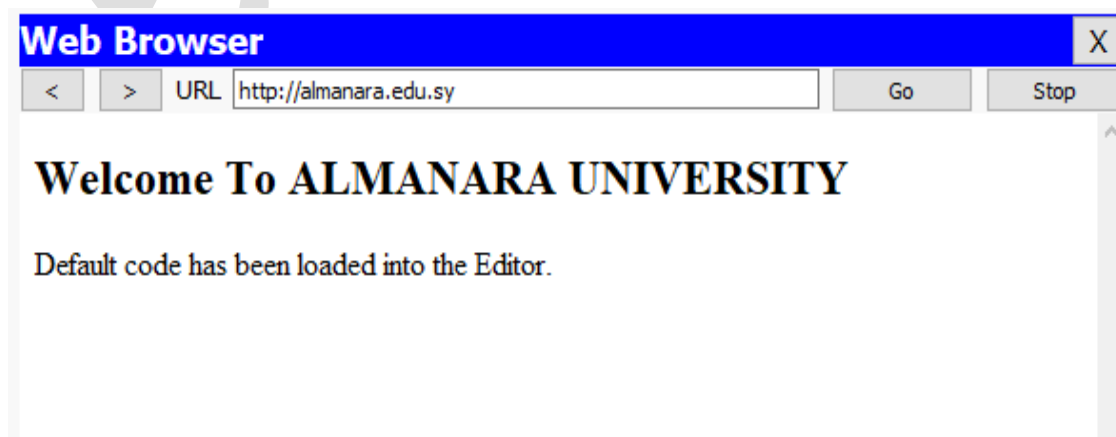 Web Browser X
< > URL http://almanara.edu.sy Go Stop
Welcome To ALMANARA UNIVERSITY
Default code has been loaded into the Editor.